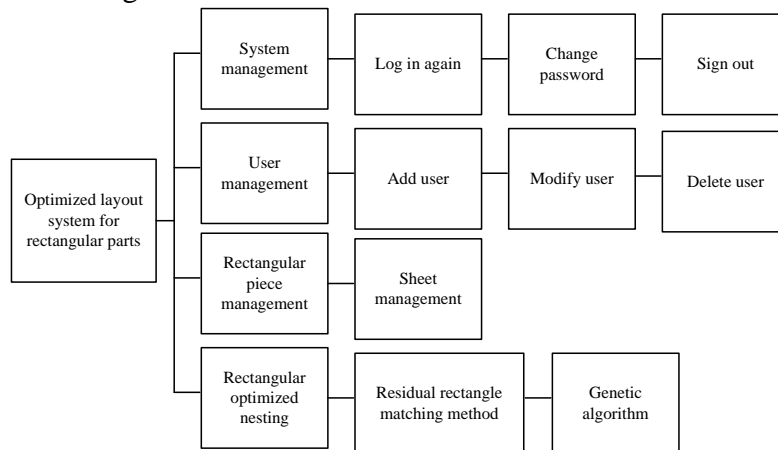 System
management
Log in again
Change
password
Sign out
User
management
Add user
Modify user
Delete user
Optimized layout
system for
rectangular parts
Rectangular
piece
management
Sheet
management
Rectangular
optimized
nesting
Residual rectangle
matching method
Genetic
algorithm